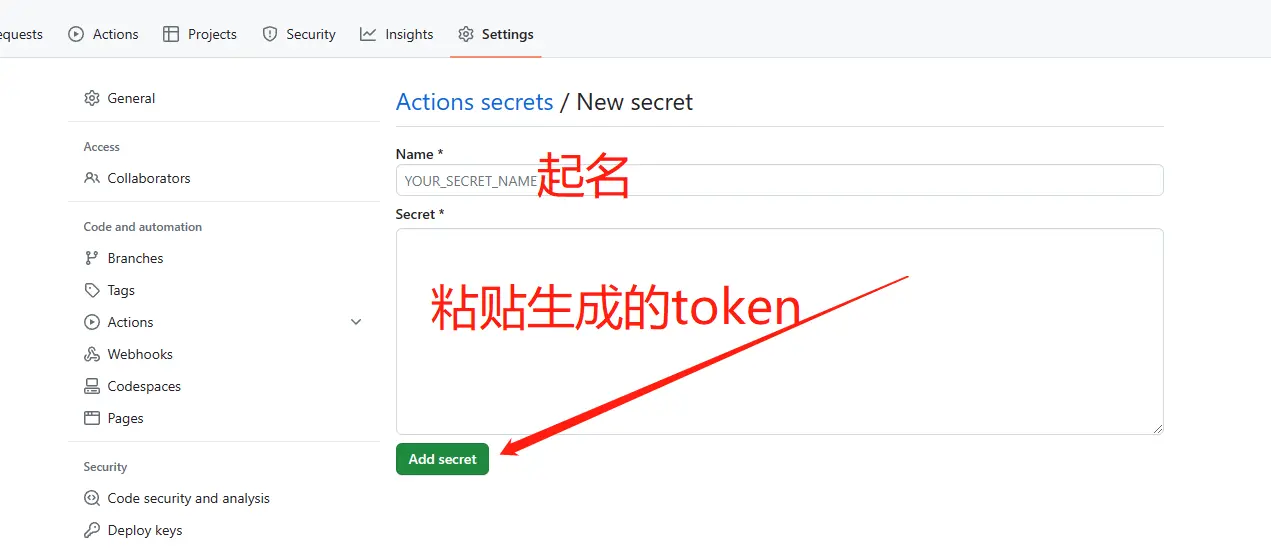 equests Actions Projects Security Insights Settings
General
Access
Collaborators
Code and automation
Branches
Tags
Actions
Webhooks
Codespaces
Pages
Security
Code security and analysis
Deploy keys
Actions secrets / New secret
Name *
YOUR_SECRET_NAME
起名
Secret *
粘贴生成的token
Add secret